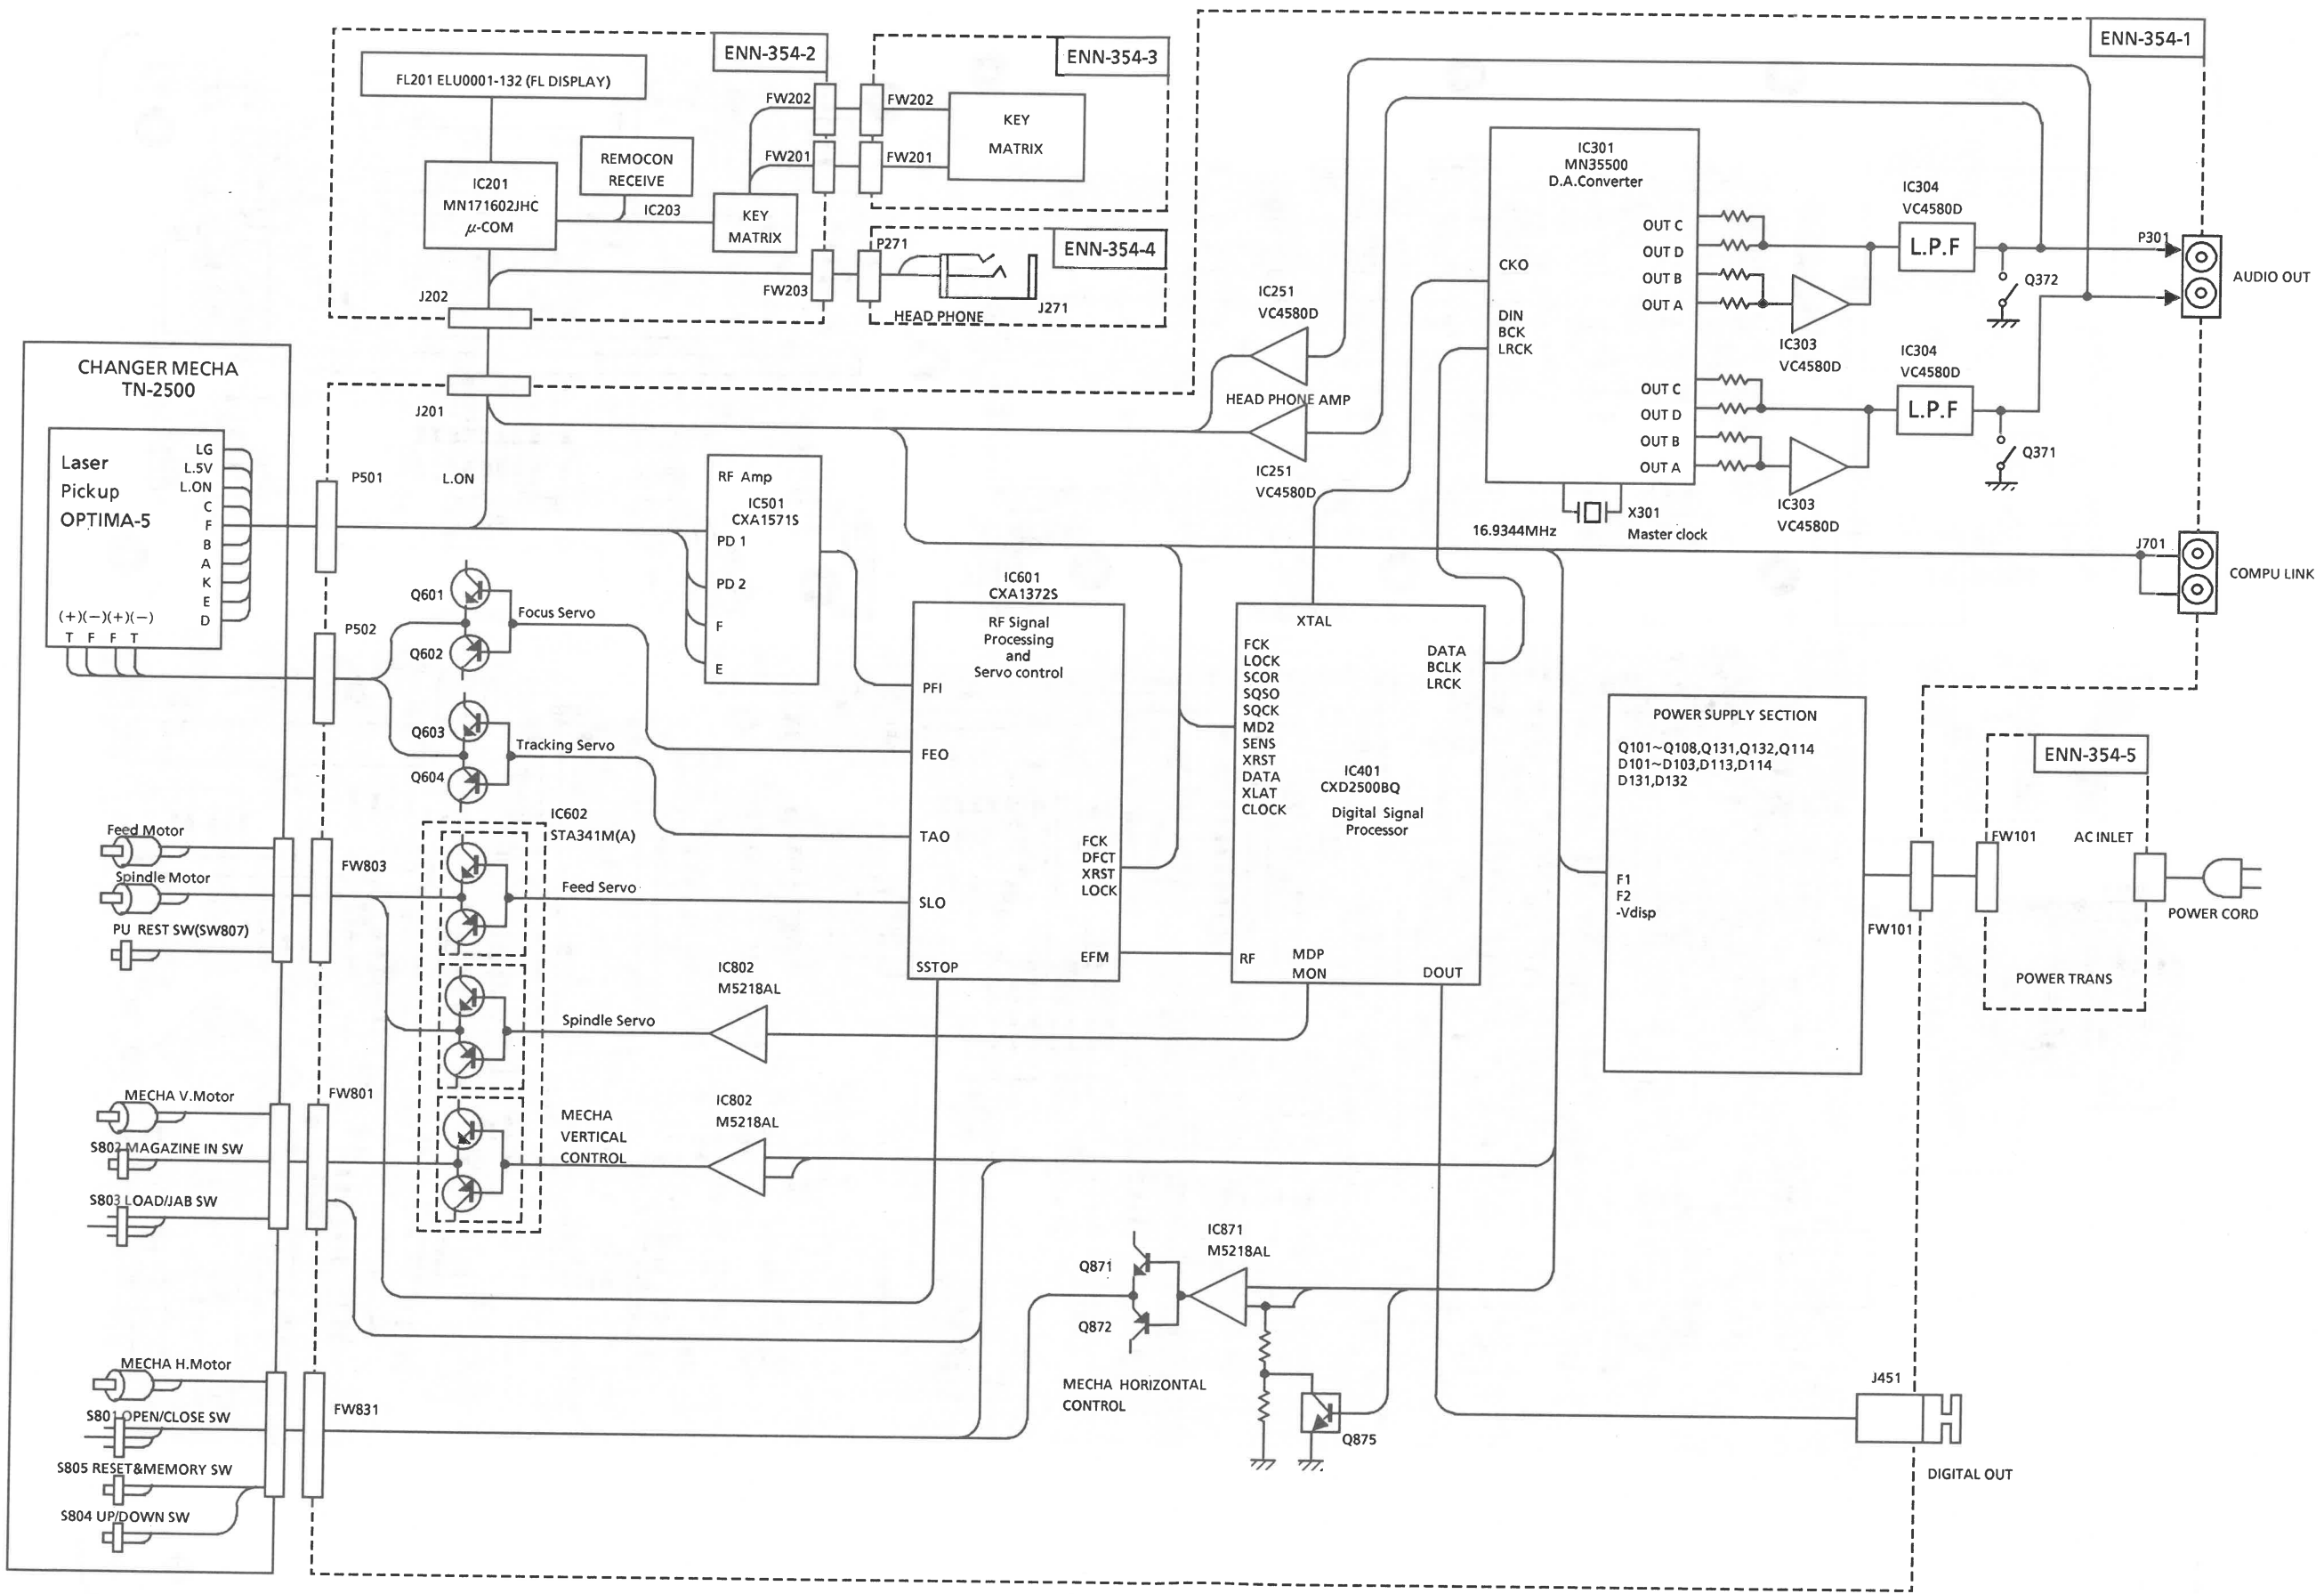 ENN-354-1
ENN-354-2
FL201 ELU0001-132 (FL DISPLAY)
IC201
MN171602JHC
μ-COM
REMOCON
RECEIVE
IC203
KEY
MATRIX
FW202
FW201
FW203
J202
ENN-354-3
FW202
FW201
KEY
MATRIX
ENN-354-4
P271
HEAD PHONE
J271
CHANGER MECHA
TN-2500
Laser
Pickup
OPTIMA-5
LG
L.5V
L.ON
C
F
B
A
K
E
D
(+)(−)(+)(−)
T F F T
J201
P501
L.ON
P502
RF Amp
IC501
CXA1571S
PD 1
PD 2
F
E
Q601
Q602
Focus Servo
Q603
Q604
Tracking Servo
IC602
STA341M(A)
Feed Servo
Spindle Servo
MECHA
VERTICAL
CONTROL
IC802
M5218AL
IC802
M5218AL
IC601
CXA1372S
RF Signal
Processing
and
Servo control
PFI
FEO
TAO
SLO
SSTOP
FCK
DFCT
XRST
LOCK
EFM
XTAL
FCK
LOCK
SCOR
SQSO
SQCK
MD2
SENS
XRST
DATA
XLAT
CLOCK
DATA
BCLK
LRCK
IC401
CXD2500BQ
Digital Signal
Processor
RF
MDP
MON
DOUT
IC251
VC4580D
HEAD PHONE AMP
IC251
VC4580D
IC301
MN35500
D.A.Converter
CKO
DIN
BCK
LRCK
OUT C
OUT D
OUT B
OUT A
OUT C
OUT D
OUT B
OUT A
16.9344MHz
X301
Master clock
IC303
VC4580D
IC303
VC4580D
IC304
VC4580D
L.P.F
IC304
VC4580D
L.P.F
Q372
Q371
P301
AUDIO OUT
J701
COMPU LINK
POWER SUPPLY SECTION
Q101~Q108,Q131,Q132,Q114
D101~D103,D113,D114
D131,D132
F1
F2
-Vdisp
FW101
ENN-354-5
FW101
AC INLET
POWER TRANS
POWER CORD
Feed Motor
Spindle Motor
PU REST SW(SW807)
FW803
MECHA V.Motor
S802 MAGAZINE IN SW
S803 LOAD/JAB SW
FW801
MECHA H.Motor
S801 OPEN/CLOSE SW
S805 RESET&MEMORY SW
S804 UP/DOWN SW
FW831
Q871
Q872
IC871
M5218AL
MECHA HORIZONTAL
CONTROL
Q875
J451
DIGITAL OUT